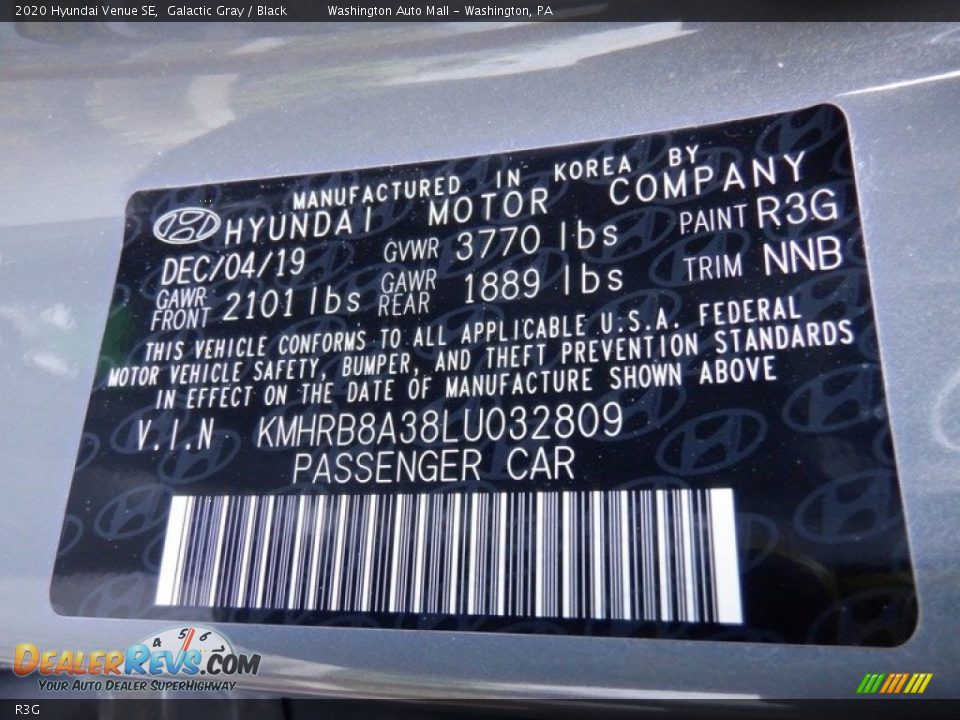 2020 Hyundai Venue SE, Galactic Gray / Black Washington Auto Mall - Washington, PA
MANUFACTURED IN KOREA BY
HYUNDAI MOTOR COMPANY
DEC/04/19 GVWR 3770 lbs PAINT R3G
GAWR FRONT 2101 lbs GAWR REAR 1889 lbs TRIM NNB
THIS VEHICLE CONFORMS TO ALL APPLICABLE U.S.A. FEDERAL
MOTOR VEHICLE SAFETY, BUMPER, AND THEFT PREVENTION STANDARDS
IN EFFECT ON THE DATE OF MANUFACTURE SHOWN ABOVE
V.I.N KMHRB8A38LU032809
PASSENGER CAR
4 5 6
DEALERREVS.COM
YOUR AUTO DEALER SUPERHIGHWAY
R3G